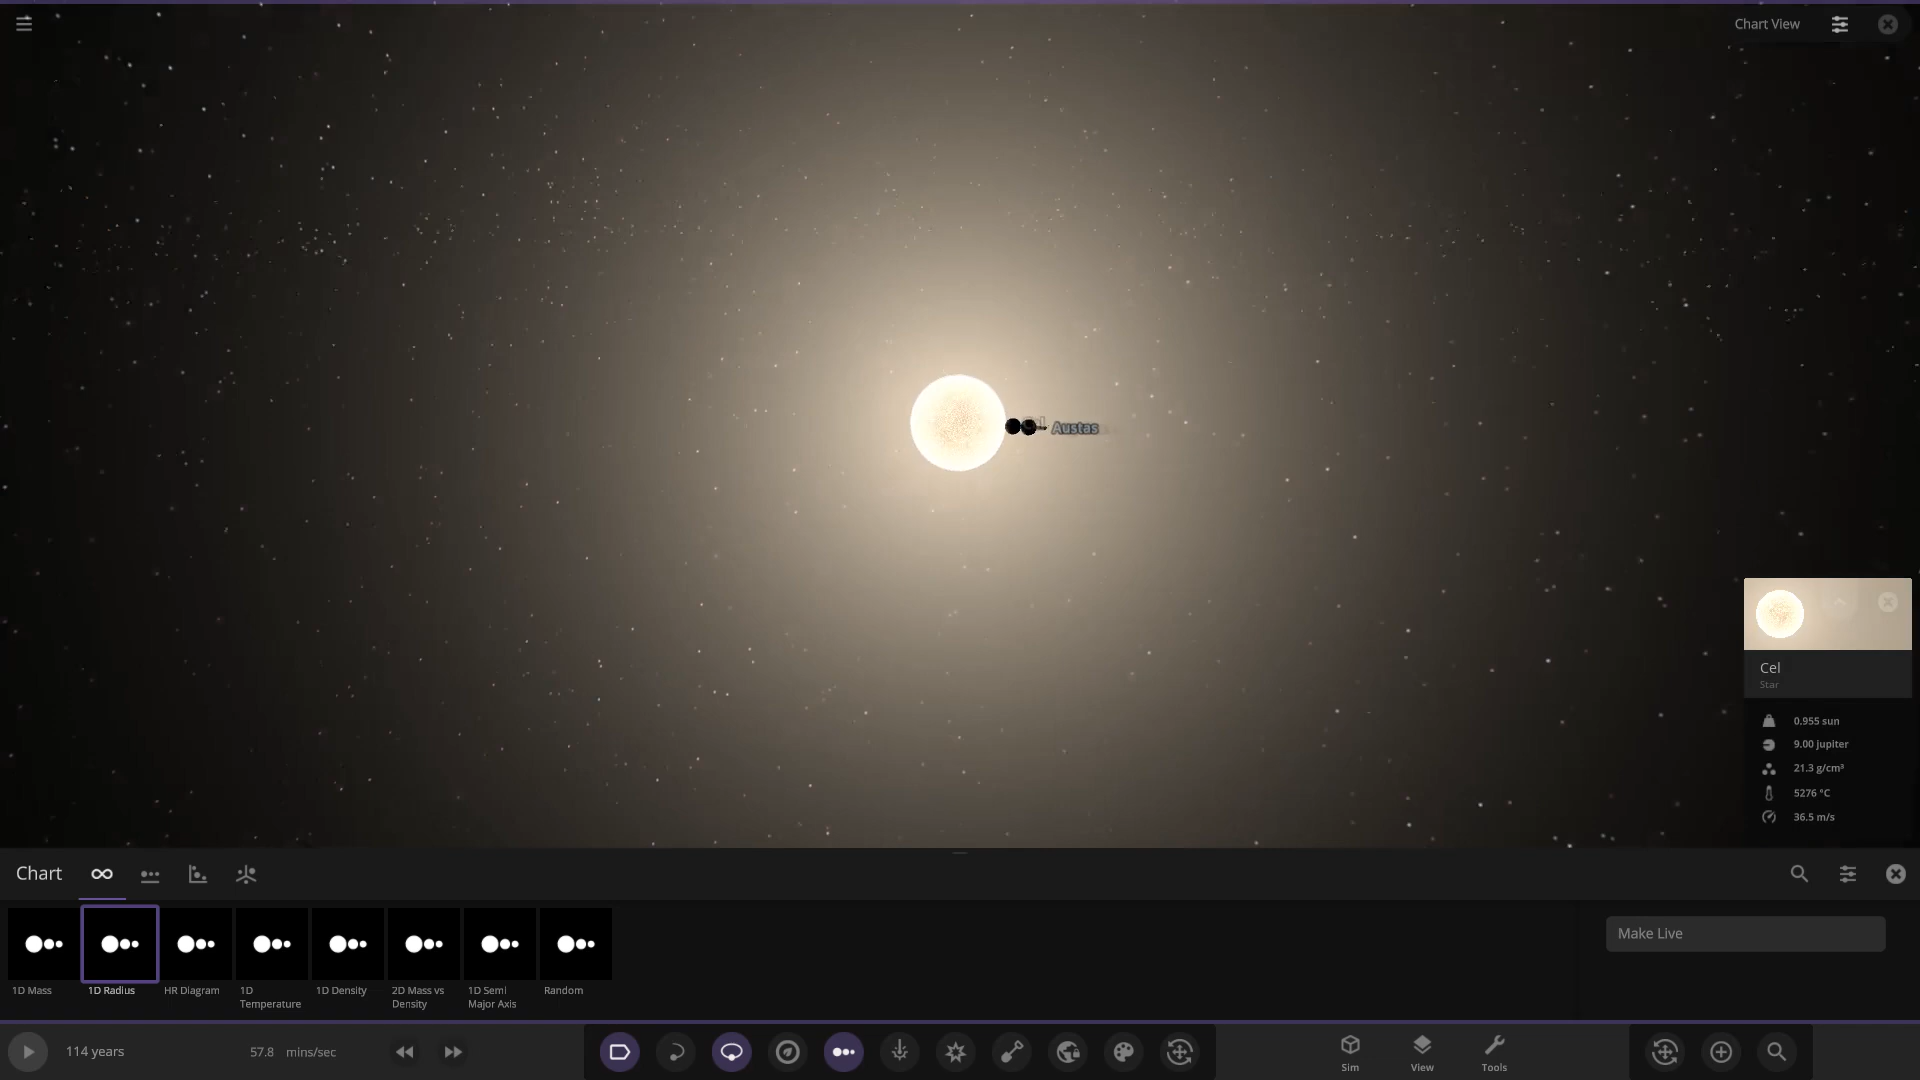 Chart View
Austas
Cel
Star
0.955 sun
9.00 jupiter
21.3 g/cm³
5276 °C
36.5 m/s
Chart
1D Mass
1D Radius
HR Diagram
1D
Temperature
1D Density
2D Mass vs
Density
1D Semi
Major Axis
Random
Make Live
114 years
57.8 mins/sec
Sim
View
Tools